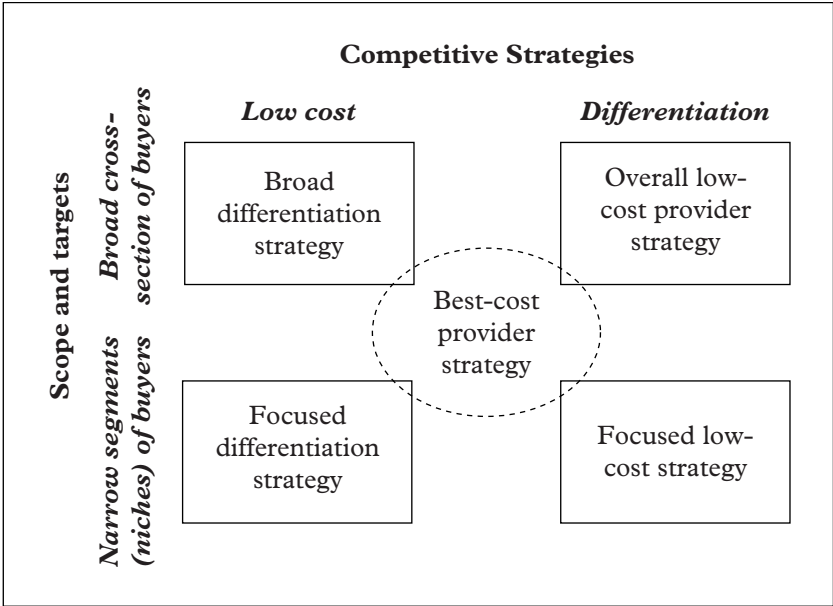 Competitive Strategies
Low cost
Differentiation
Scope and targets
Broad cross-
section of buyers
Broad
differentiation
strategy
Overall low-
cost provider
strategy
Best-cost
provider
strategy
Narrow segments
(niches) of buyers
Focused
differentiation
strategy
Focused low-
cost strategy